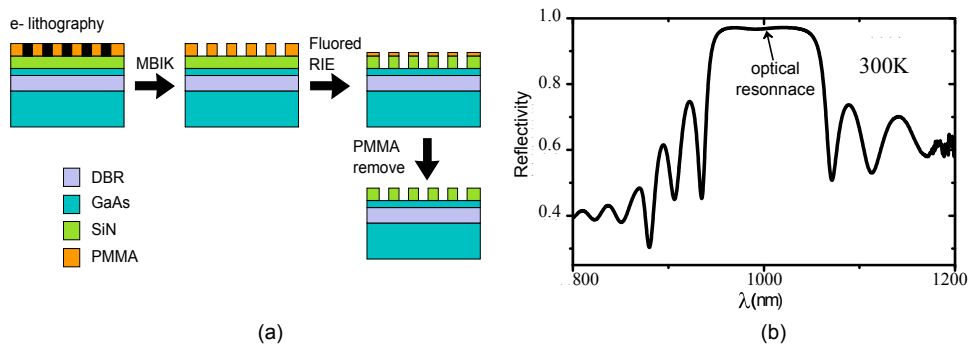 e- lithography
MBIK
Fluored
RIE
PMMA
remove
DBR
GaAs
SiN
PMMA
(a)
Reflectivity
1.0
0.8
0.6
0.4
300K
optical
resonnace
800
1000
1200
λ(nm)
(b)